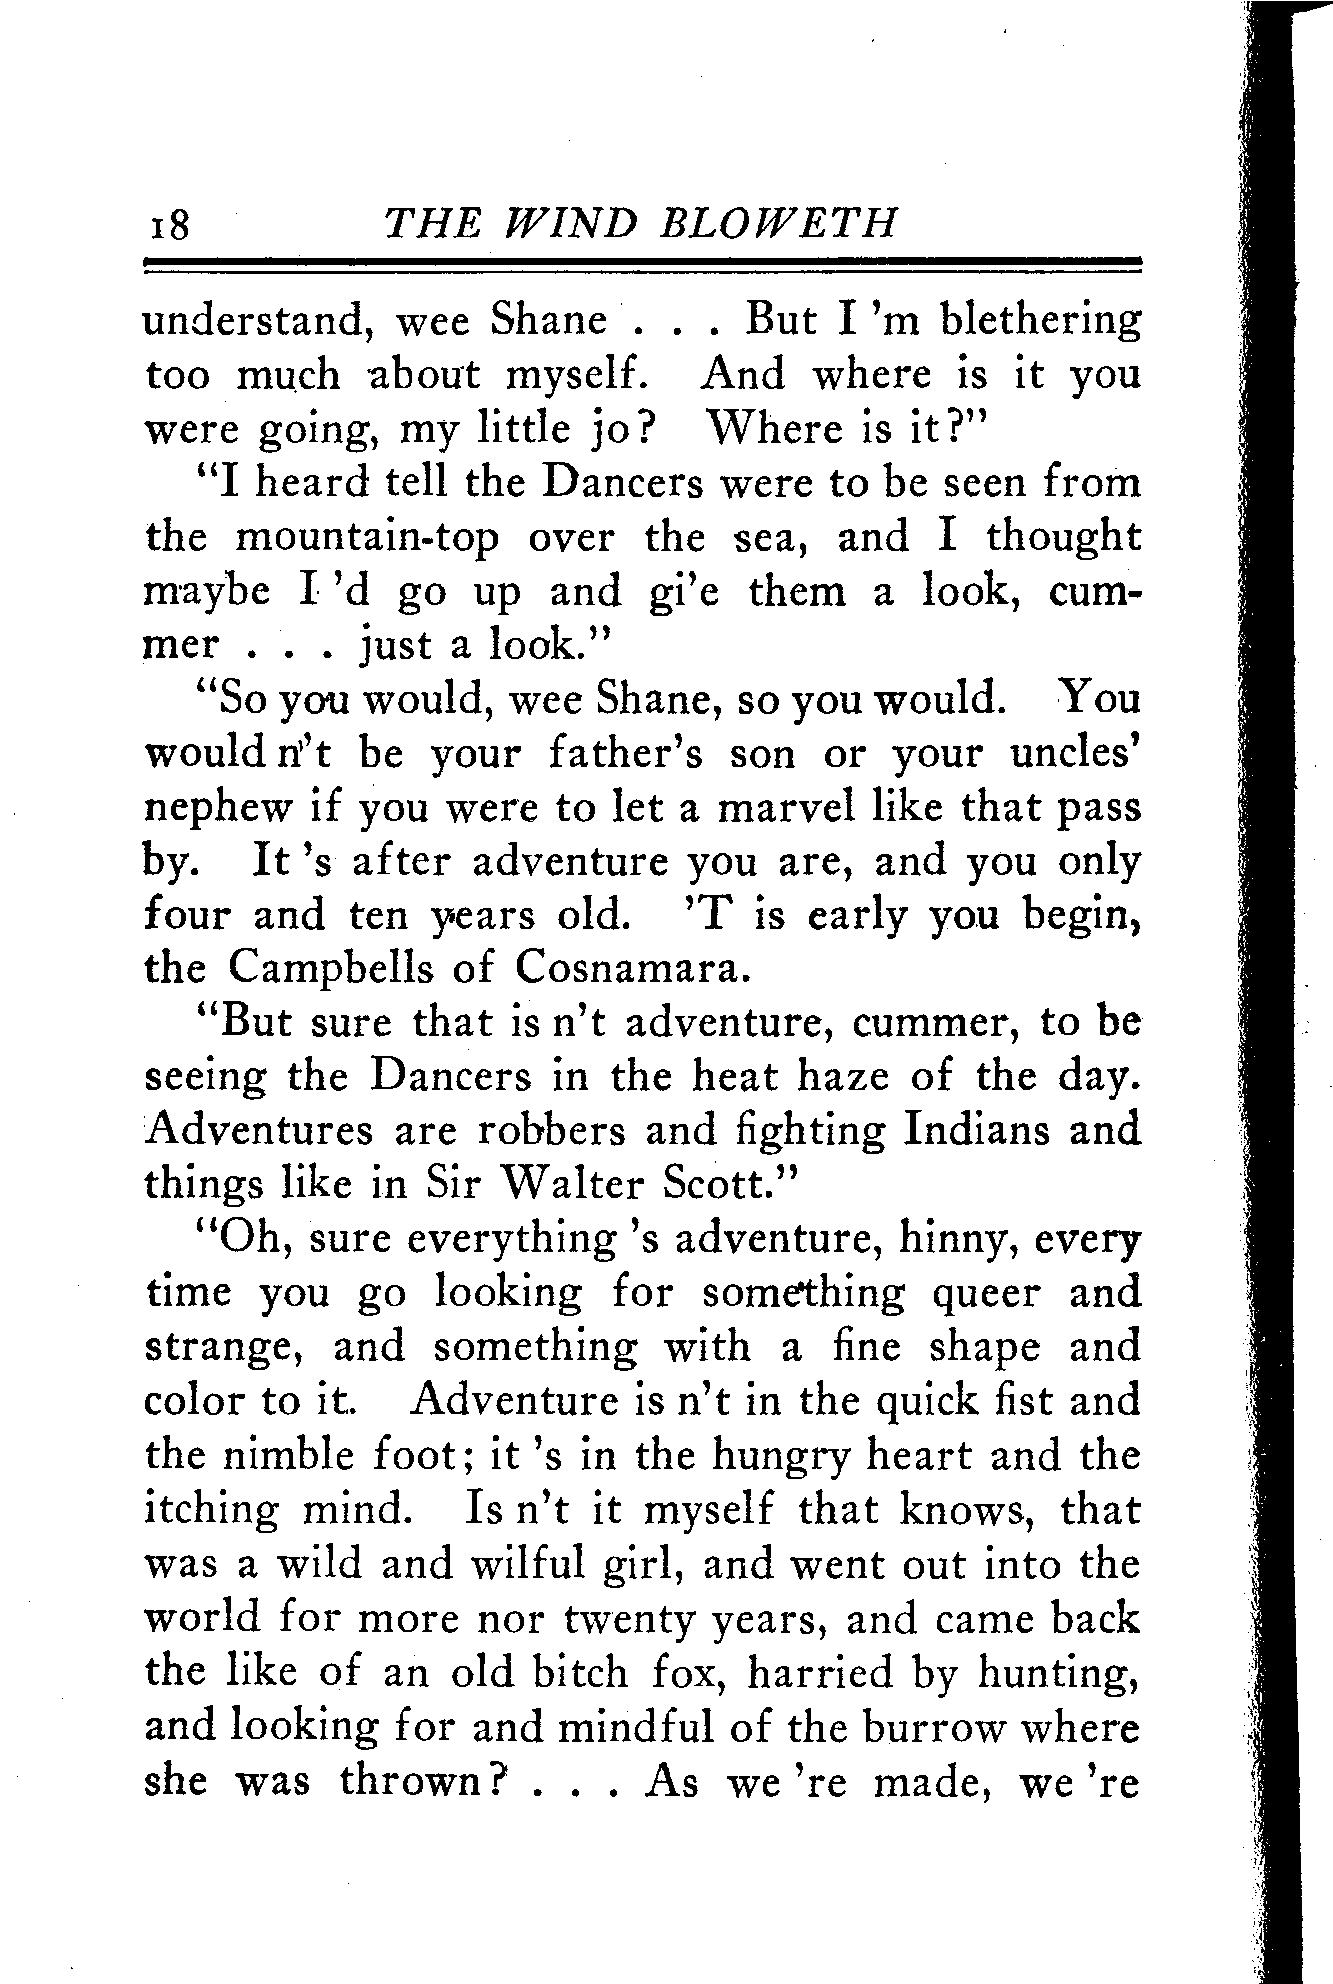 18 THE WIND BLOWETH
understand, wee Shane . . . But I 'm blethering
too much about myself. And where is it you
were going, my little jo? Where is it?"
"I heard tell the Dancers were to be seen from
the mountain-top over the sea, and I thought
maybe I 'd go up and gi'e them a look, cum-
mer . . . just a look."
"So you would, wee Shane, so you would. You
would n't be your father's son or your uncles'
nephew if you were to let a marvel like that pass
by. It 's after adventure you are, and you only
four and ten years old. 'T is early you begin,
the Campbells of Cosnamara.
"But sure that is n't adventure, cummer, to be
seeing the Dancers in the heat haze of the day.
Adventures are robbers and fighting Indians and
things like in Sir Walter Scott."
"Oh, sure everything 's adventure, hinny, every
time you go looking for something queer and
strange, and something with a fine shape and
color to it. Adventure is n't in the quick fist and
the nimble foot; it 's in the hungry heart and the
itching mind. Is n't it myself that knows, that
was a wild and wilful girl, and went out into the
world for more nor twenty years, and came back
the like of an old bitch fox, harried by hunting,
and looking for and mindful of the burrow where
she was thrown? . . . As we 're made, we 're